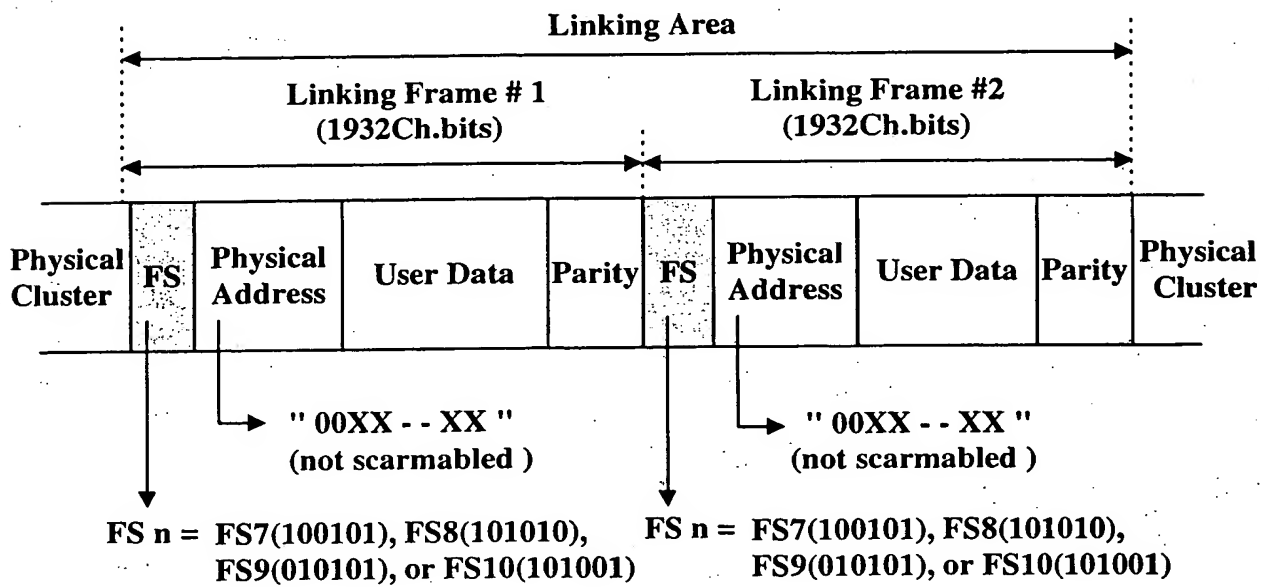 Linking Area
Linking Frame # 1
(1932Ch.bits)
Linking Frame #2
(1932Ch.bits)
Physical
Cluster
FS
Physical
Address
User Data
Parity
FS
Physical
Address
User Data
Parity
Physical
Cluster
" 00XX - - XX "
(not scarmabled )
" 00XX - - XX "
(not scarmabled )
FS n = FS7(100101), FS8(101010),
FS9(010101), or FS10(101001)
FS n = FS7(100101), FS8(101010),
FS9(010101), or FS10(101001)